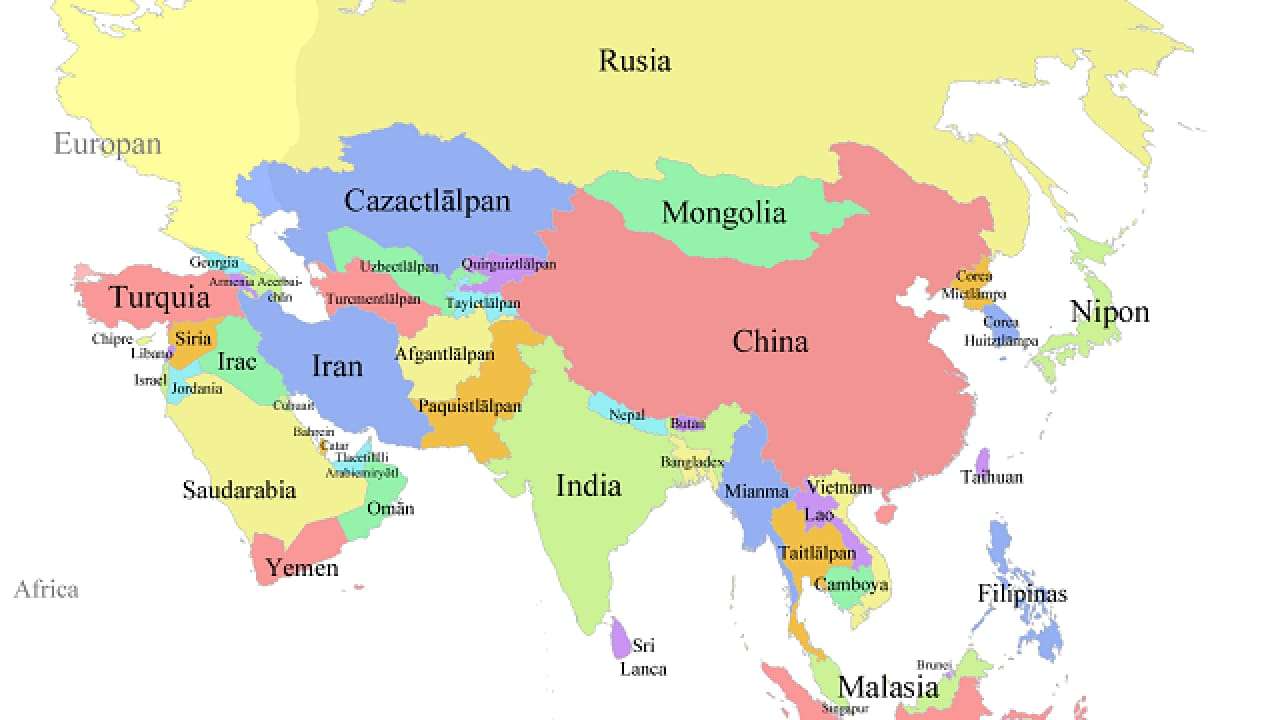 Rusia
Europan
Cazactlālpan
Mongolia
Georgia
Uzbectlālpan
Quirguiztlālpan
Armenia Acerbai-
chān
Turquia
Turcmentlālpan
Tayictlālpan
Corea
Mictlāmpa
Nipon
Corea
Huitztlāmpa
Chipre
Siria
Libano
Irac
Iran
Afgantlālpan
China
Israel
Jordania
Cuhuait
Paquistlālpan
Nepal
Butan
Bahrein
Catar
Tlacetilīlli
Arabiemiryātl
Bangladex
Saudarabia
India
Mianma
Vietnam
Taihuan
Omān
Lao
Yemen
Taitlālpan
Camboya
Africa
Filipinas
Sri
Lanca
Brunei
Malasia
Singapur